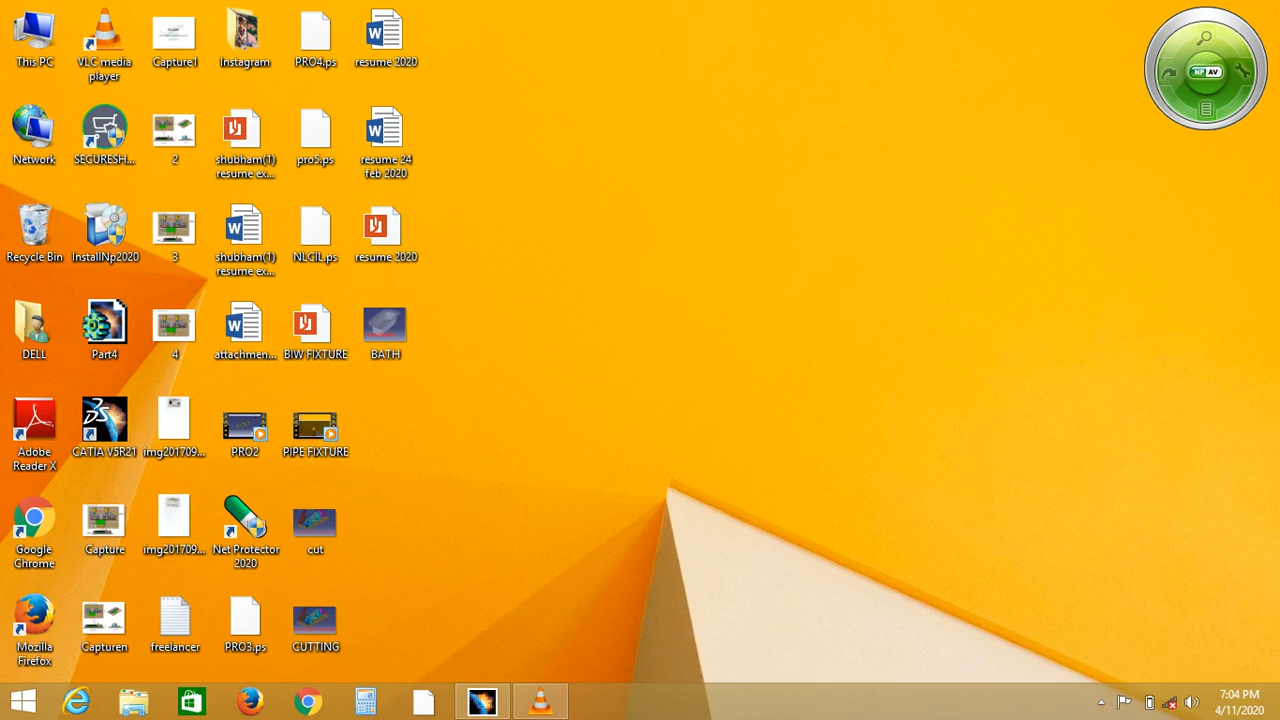 This PC
VLC media
player
Capture1
Instagram
PRO4.ps
resume 2020
NP AV
Network
SECURESH...
2
shubham(1)
resume ex...
pro5.ps
resume 24
feb 2020
Recycle Bin
InstallNp2020
3
shubham(1)
resume ex...
NLCIL.ps
resume 2020
DELL
Part4
4
attachmen...
BIW FIXTURE
BATH
Adobe
Reader X
CATIA V5R21
img201709...
PRO2
PIPE FIXTURE
Google
Chrome
Capture
img201709...
Net Protector
2020
cut
Mozilla
Firefox
Capturen
freelancer
PRO3.ps
CUTTING
7:04 PM
4/11/2020